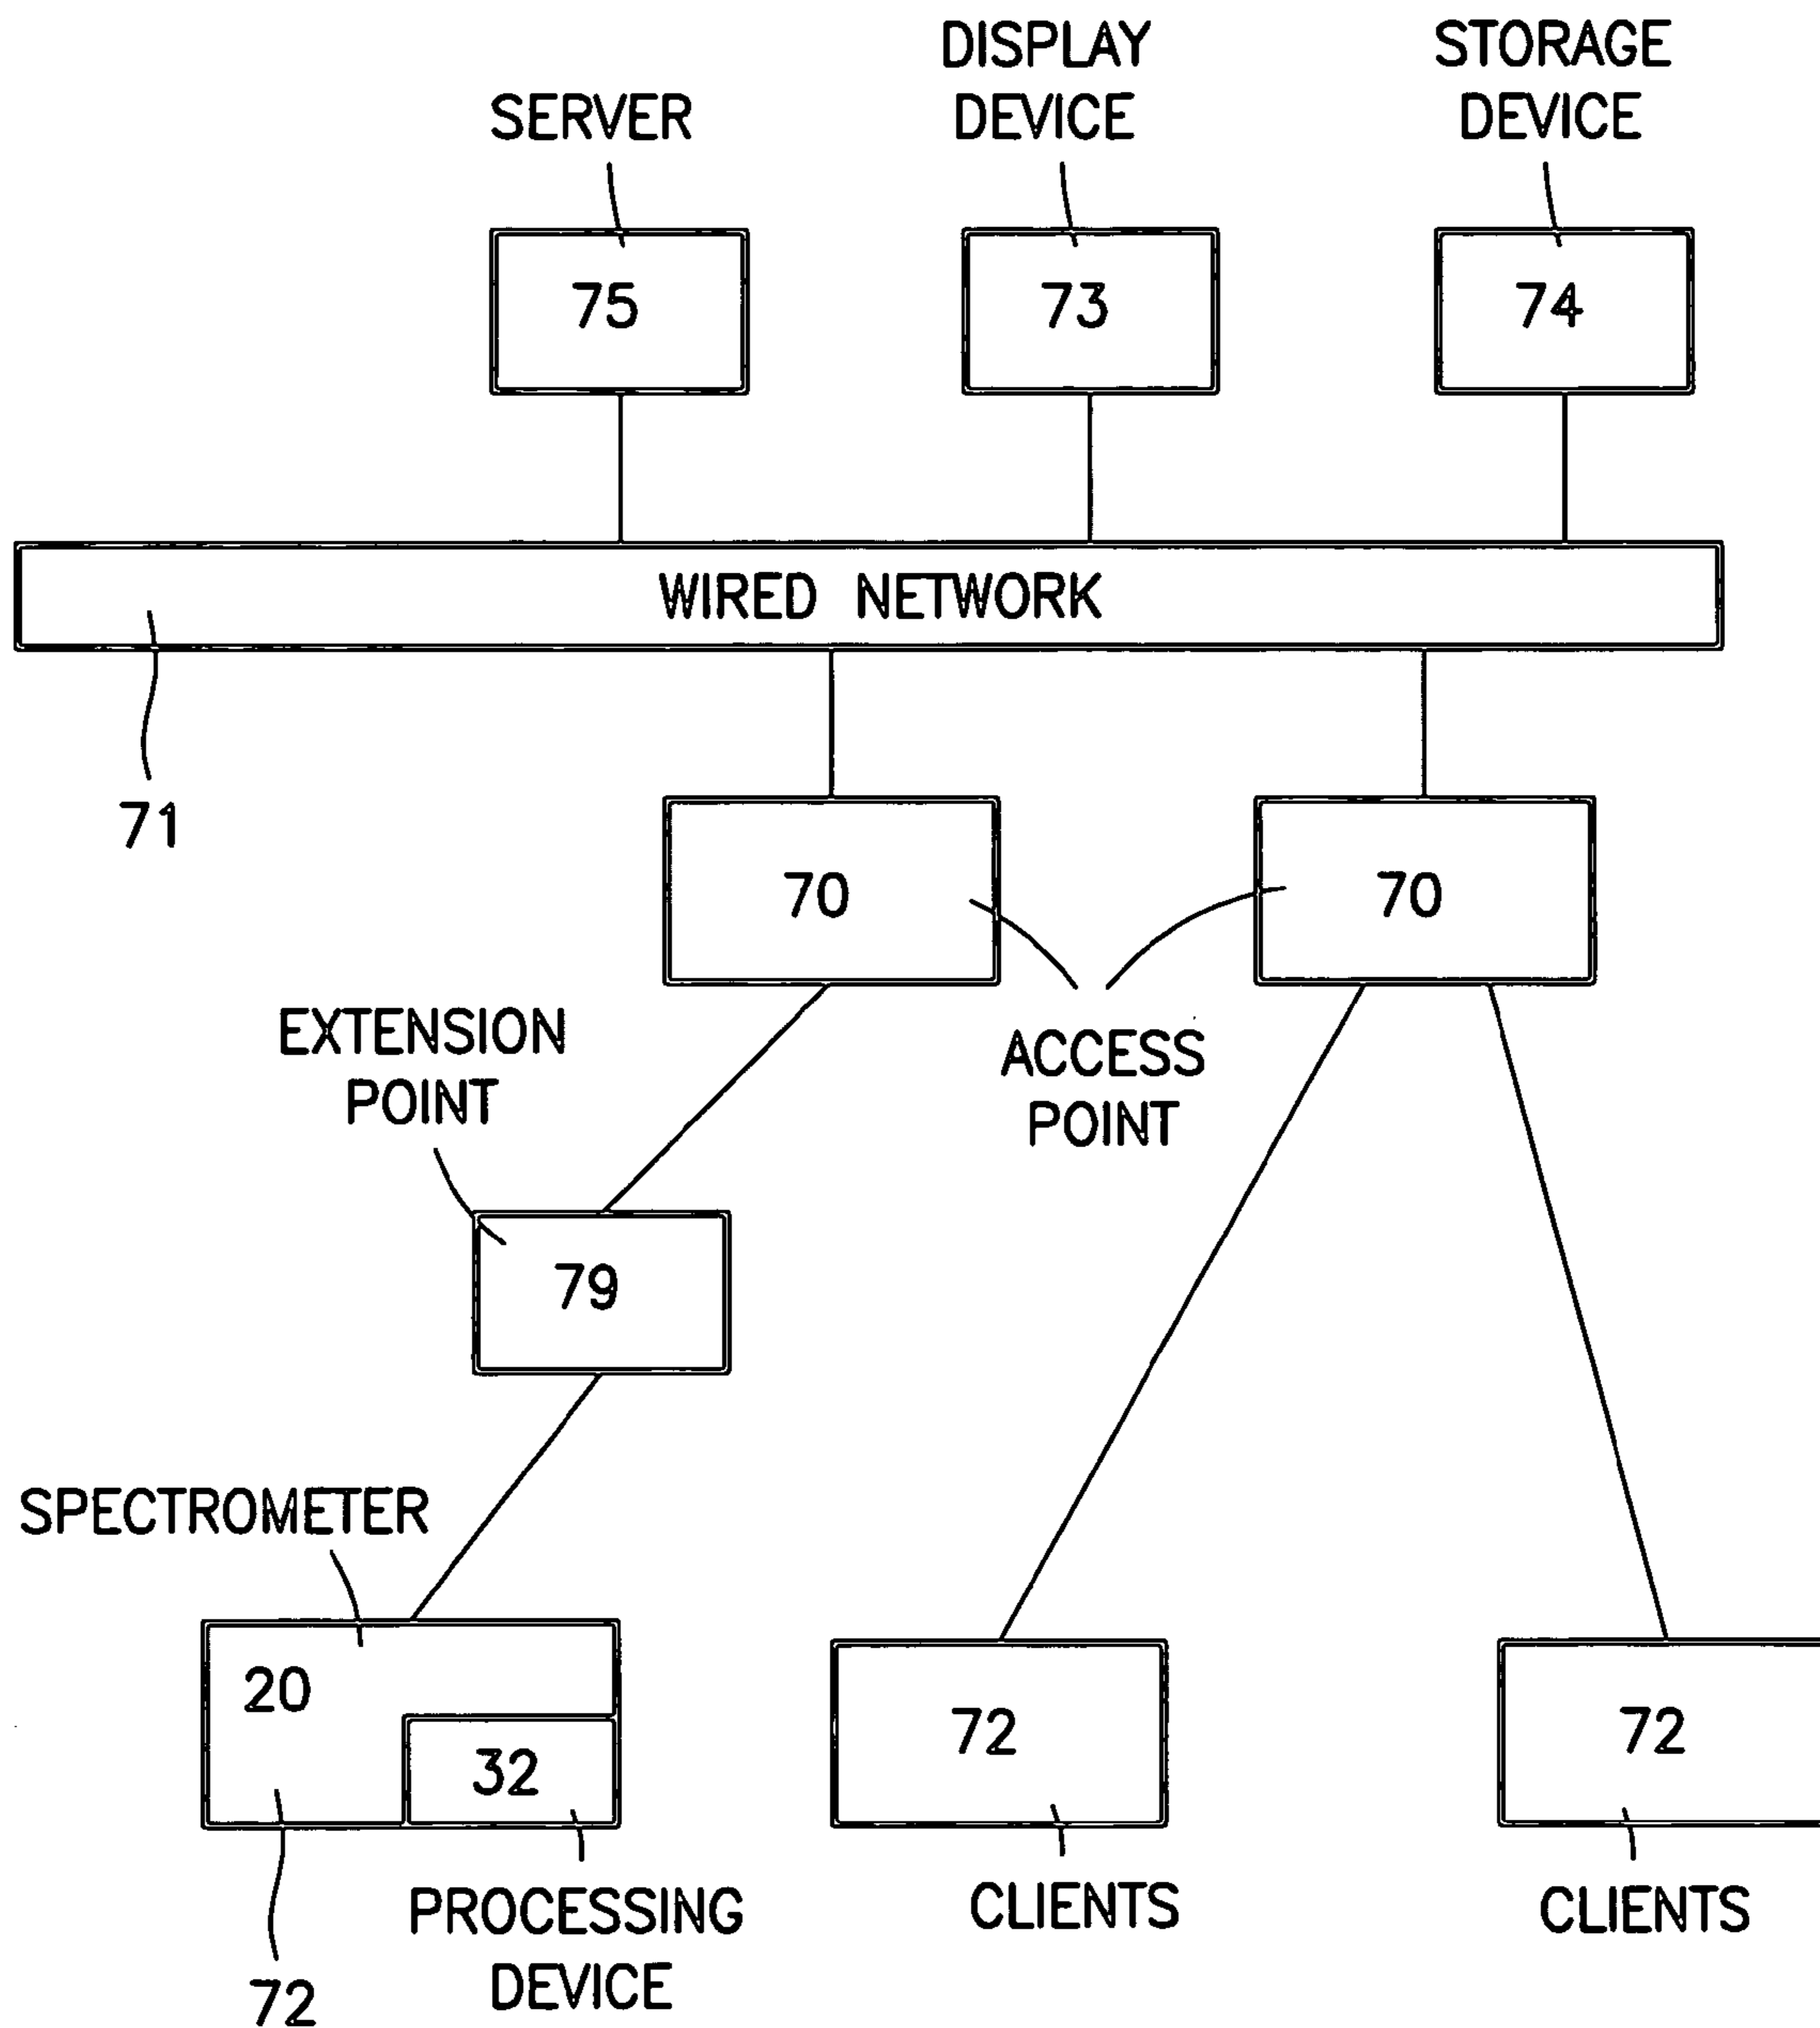 SERVER
DISPLAY
DEVICE
STORAGE
DEVICE
75
73
74
WIRED NETWORK
71
70
70
EXTENSION
POINT
ACCESS
POINT
79
SPECTROMETER
20
32
72
72
72
PROCESSING
DEVICE
CLIENTS
CLIENTS